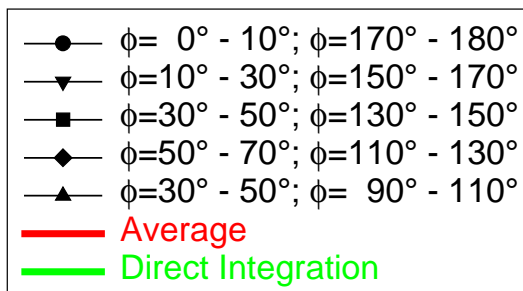 ϕ= 0° - 10°; ϕ=170° - 180°
ϕ=10° - 30°; ϕ=150° - 170°
ϕ=30° - 50°; ϕ=130° - 150°
ϕ=50° - 70°; ϕ=110° - 130°
ϕ=30° - 50°; ϕ= 90° - 110°
Average
Direct Integration